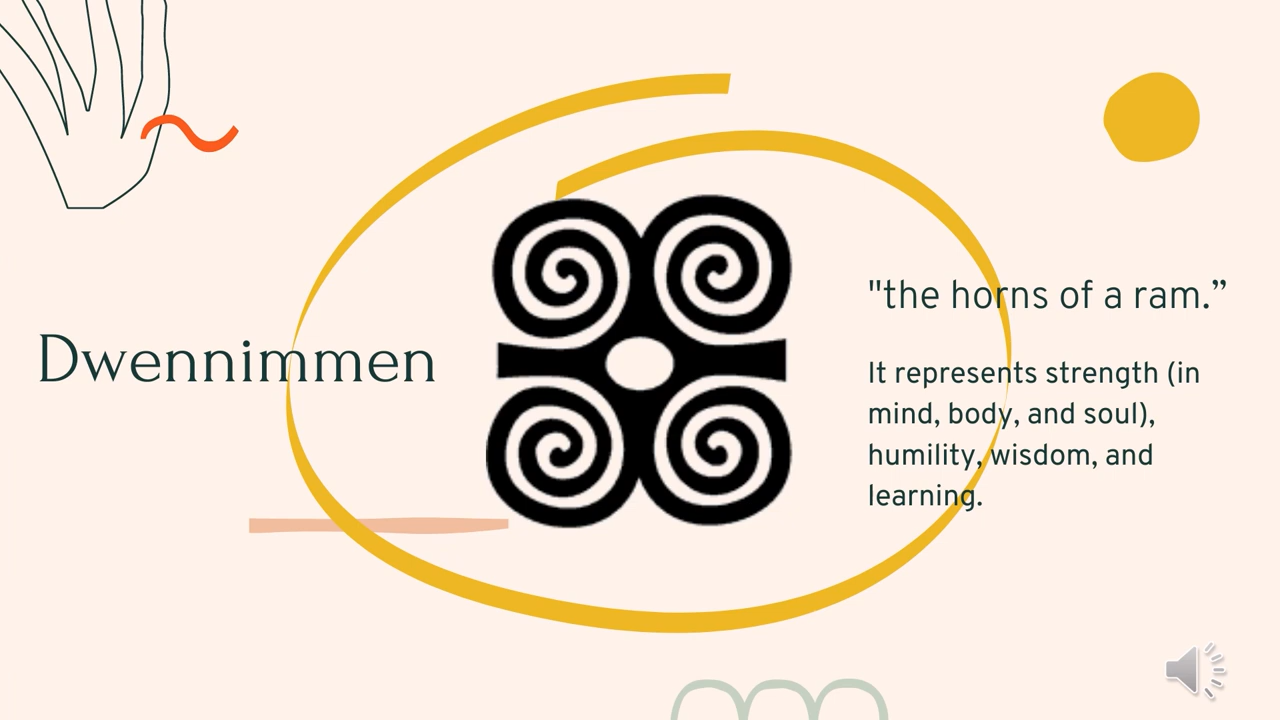 Dwennimmen
"the horns of a ram.”
It represents strength (in
mind, body, and soul),
humility, wisdom, and
learning.